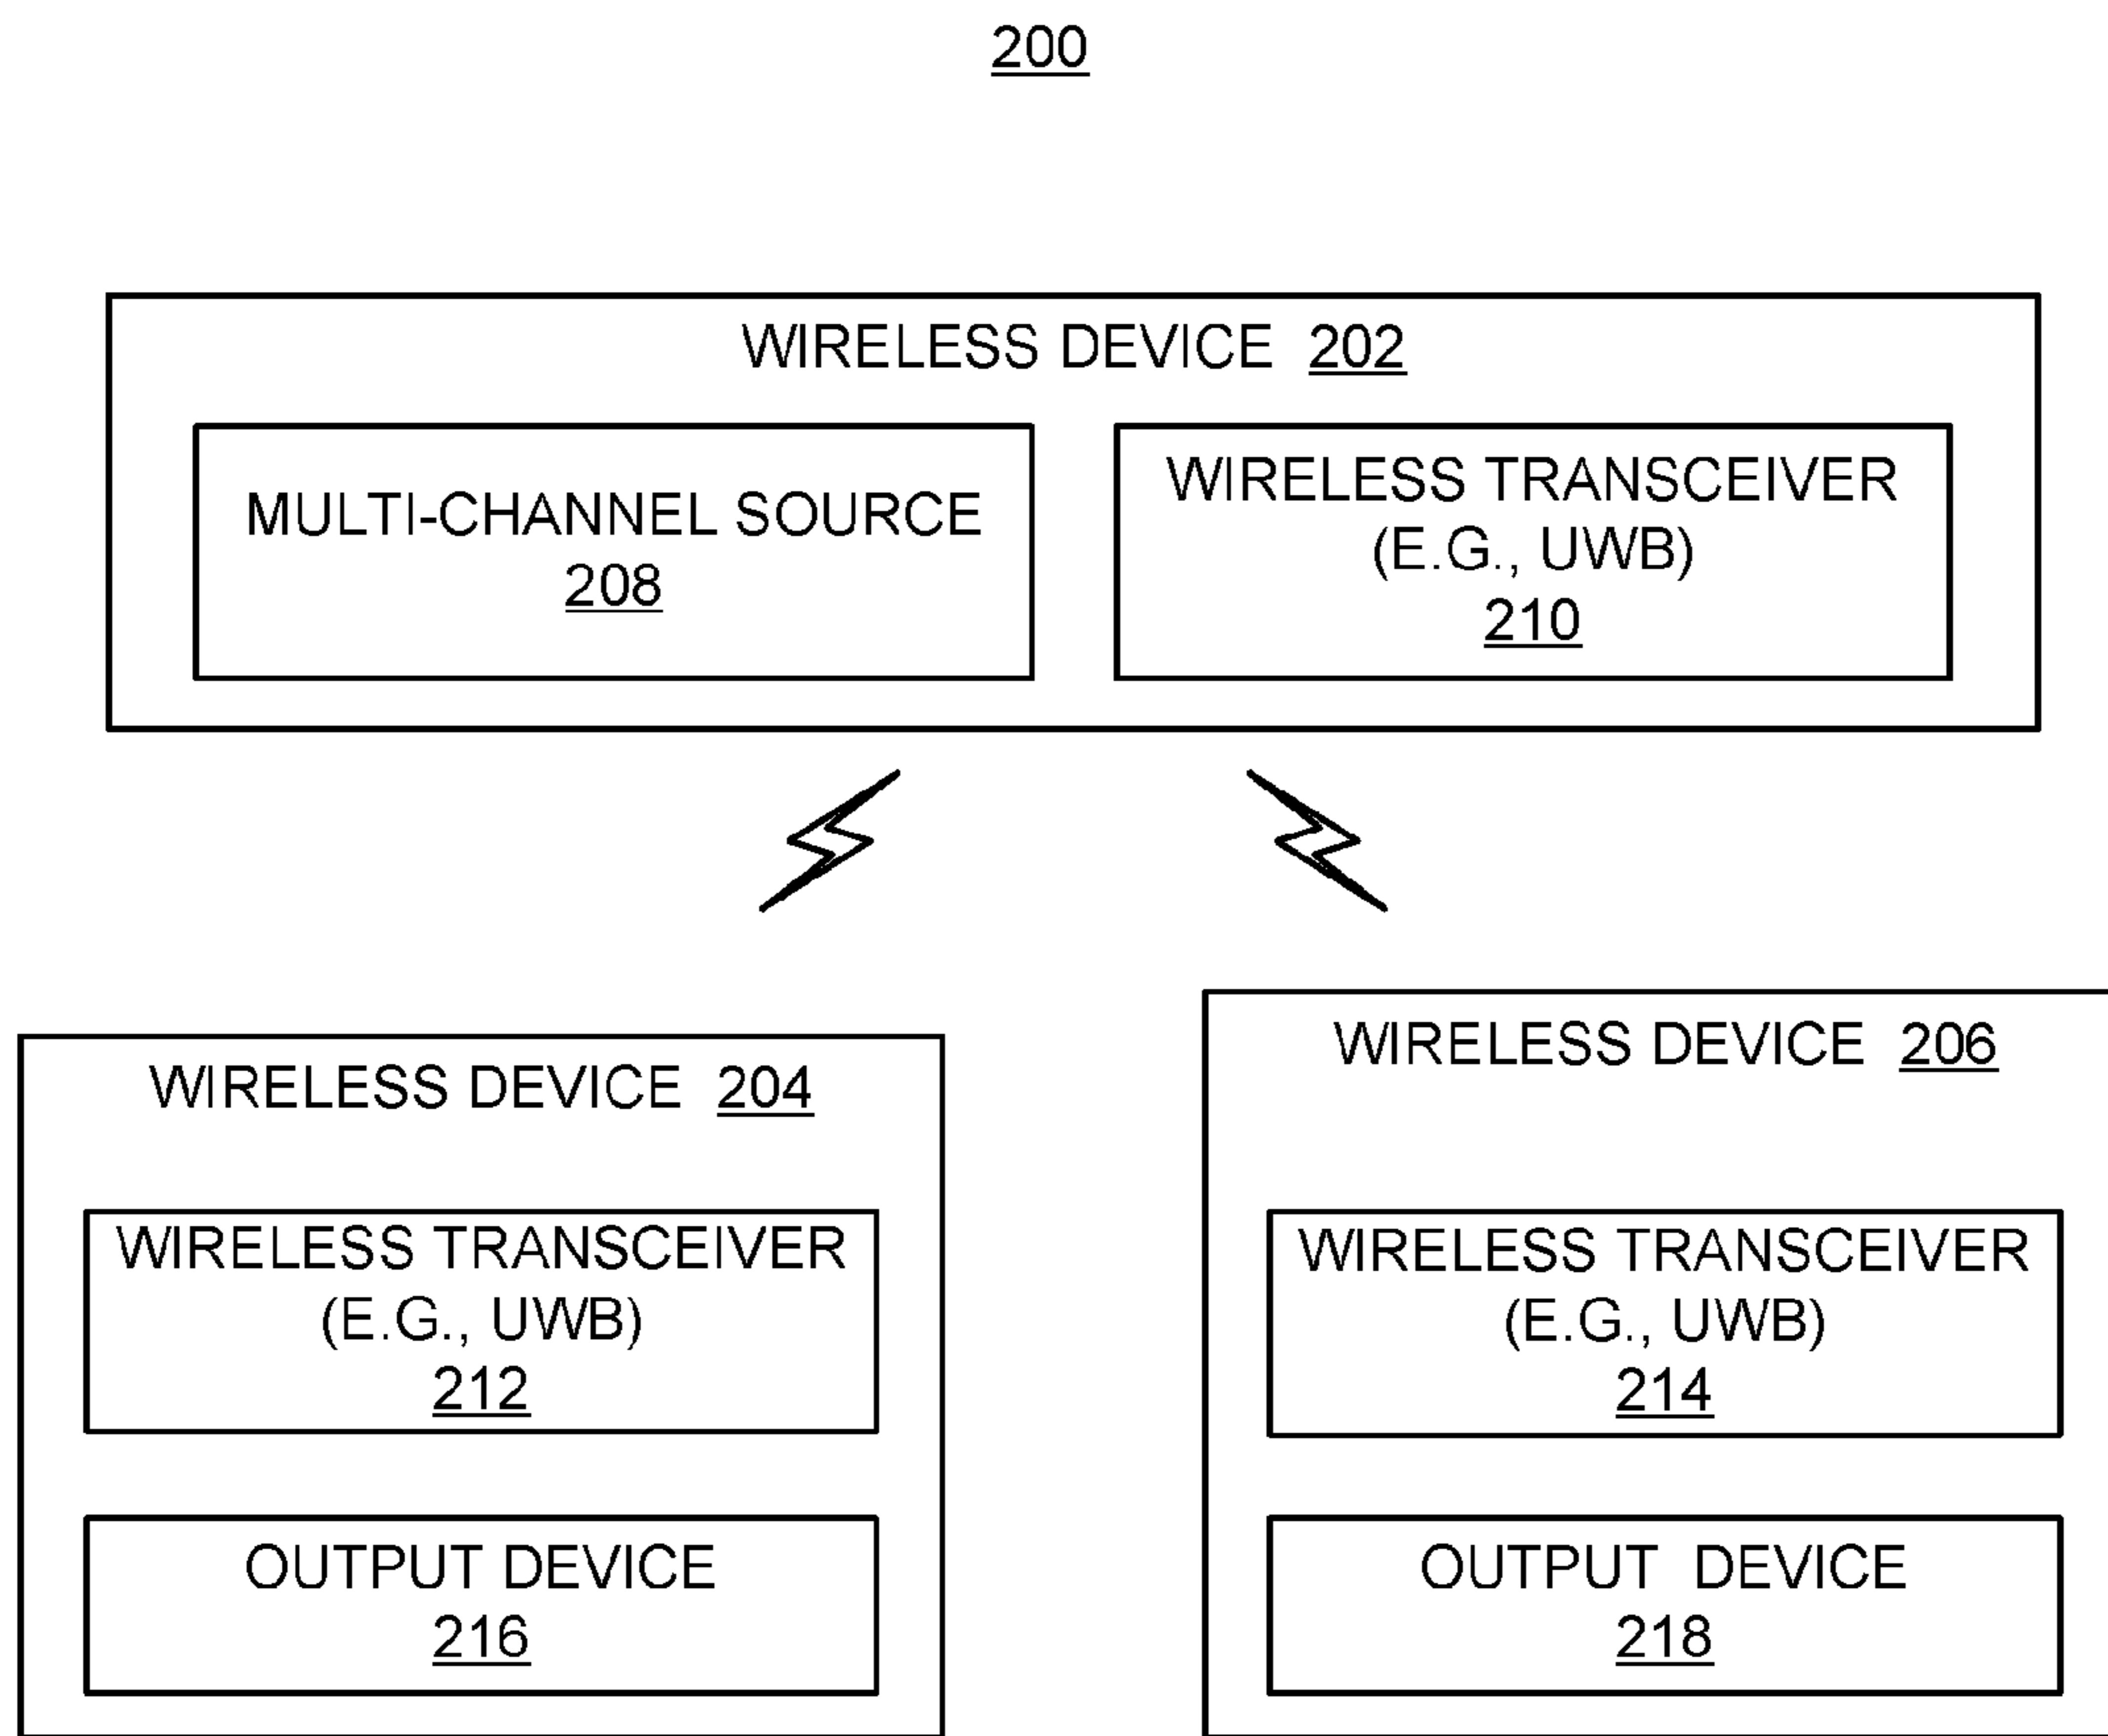 200
WIRELESS DEVICE 202
MULTI-CHANNEL SOURCE
208
WIRELESS TRANSCEIVER
(E.G., UWB)
210
WIRELESS DEVICE 204
WIRELESS TRANSCEIVER
(E.G., UWB)
212
OUTPUT DEVICE
216
WIRELESS DEVICE 206
WIRELESS TRANSCEIVER
(E.G., UWB)
214
OUTPUT DEVICE
218